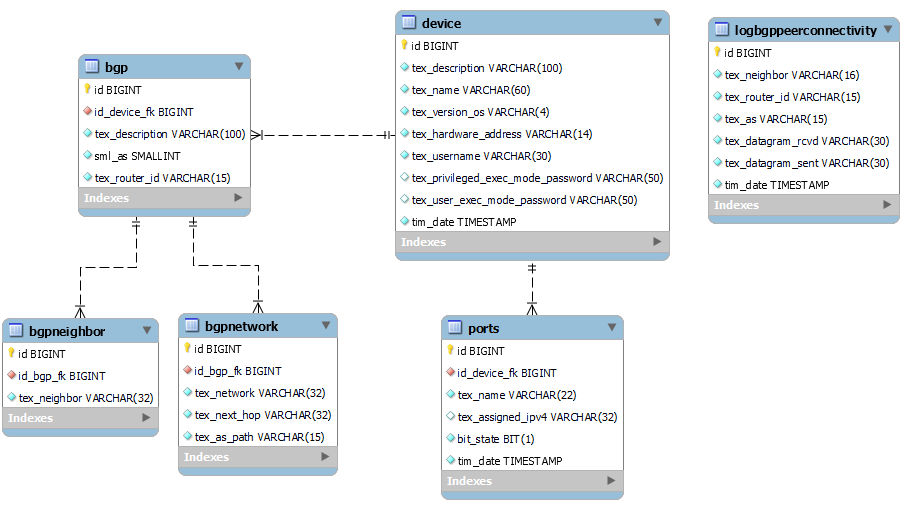 device
id BIGINT
tex_description VARCHAR(100)
tex_name VARCHAR(60)
tex_version_os VARCHAR(4)
tex_hardware_address VARCHAR(14)
tex_username VARCHAR(30)
tex_privileged_exec_mode_password VARCHAR(50)
tex_user_exec_mode_password VARCHAR(50)
tim_date TIMESTAMP
Indexes
logbgppeerconnectivity
id BIGINT
tex_neighbor VARCHAR(16)
tex_router_id VARCHAR(15)
tex_as VARCHAR(15)
tex_datagram_rcvd VARCHAR(30)
tex_datagram_sent VARCHAR(30)
tim_date TIMESTAMP
Indexes
bgp
id BIGINT
id_device_fk BIGINT
tex_description VARCHAR(100)
sml_as SMALLINT
tex_router_id VARCHAR(15)
Indexes
bgpneighbor
id BIGINT
id_bgp_fk BIGINT
tex_neighbor VARCHAR(32)
Indexes
bgpnetwork
id BIGINT
id_bgp_fk BIGINT
tex_network VARCHAR(32)
tex_next_hop VARCHAR(32)
tex_as_path VARCHAR(15)
Indexes
ports
id BIGINT
id_device_fk BIGINT
tex_name VARCHAR(22)
tex_assigned_ipv4 VARCHAR(32)
bit_state BIT(1)
tim_date TIMESTAMP
Indexes